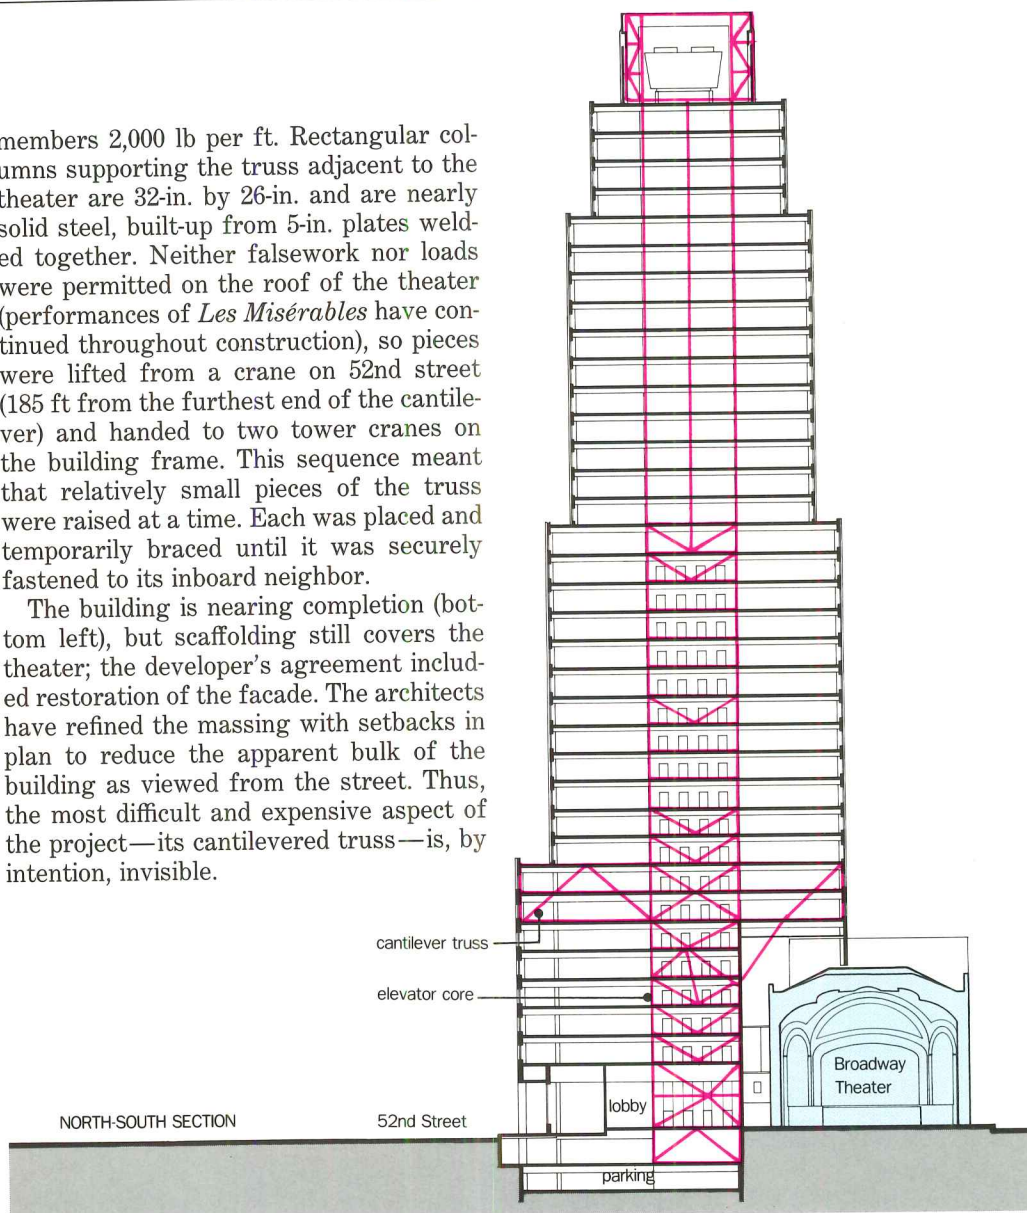 members 2,000 lb per ft. Rectangular col-
umns supporting the truss adjacent to the
theater are 32-in. by 26-in. and are nearly
solid steel, built-up from 5-in. plates weld-
ed together. Neither falsework nor loads
were permitted on the roof of the theater
(performances of Les Misérables have con-
tinued throughout construction), so pieces
were lifted from a crane on 52nd street
(185 ft from the furthest end of the cantile-
ver) and handed to two tower cranes on
the building frame. This sequence meant
that relatively small pieces of the truss
were raised at a time. Each was placed and
temporarily braced until it was securely
fastened to its inboard neighbor.
The building is nearing completion (bot-
tom left), but scaffolding still covers the
theater; the developer's agreement includ-
ed restoration of the facade. The architects
have refined the massing with setbacks in
plan to reduce the apparent bulk of the
building as viewed from the street. Thus,
the most difficult and expensive aspect of
the project—its cantilevered truss—is, by
intention, invisible.
cantilever truss
elevator core
Broadway
Theater
lobby
NORTH-SOUTH SECTION
52nd Street
parking